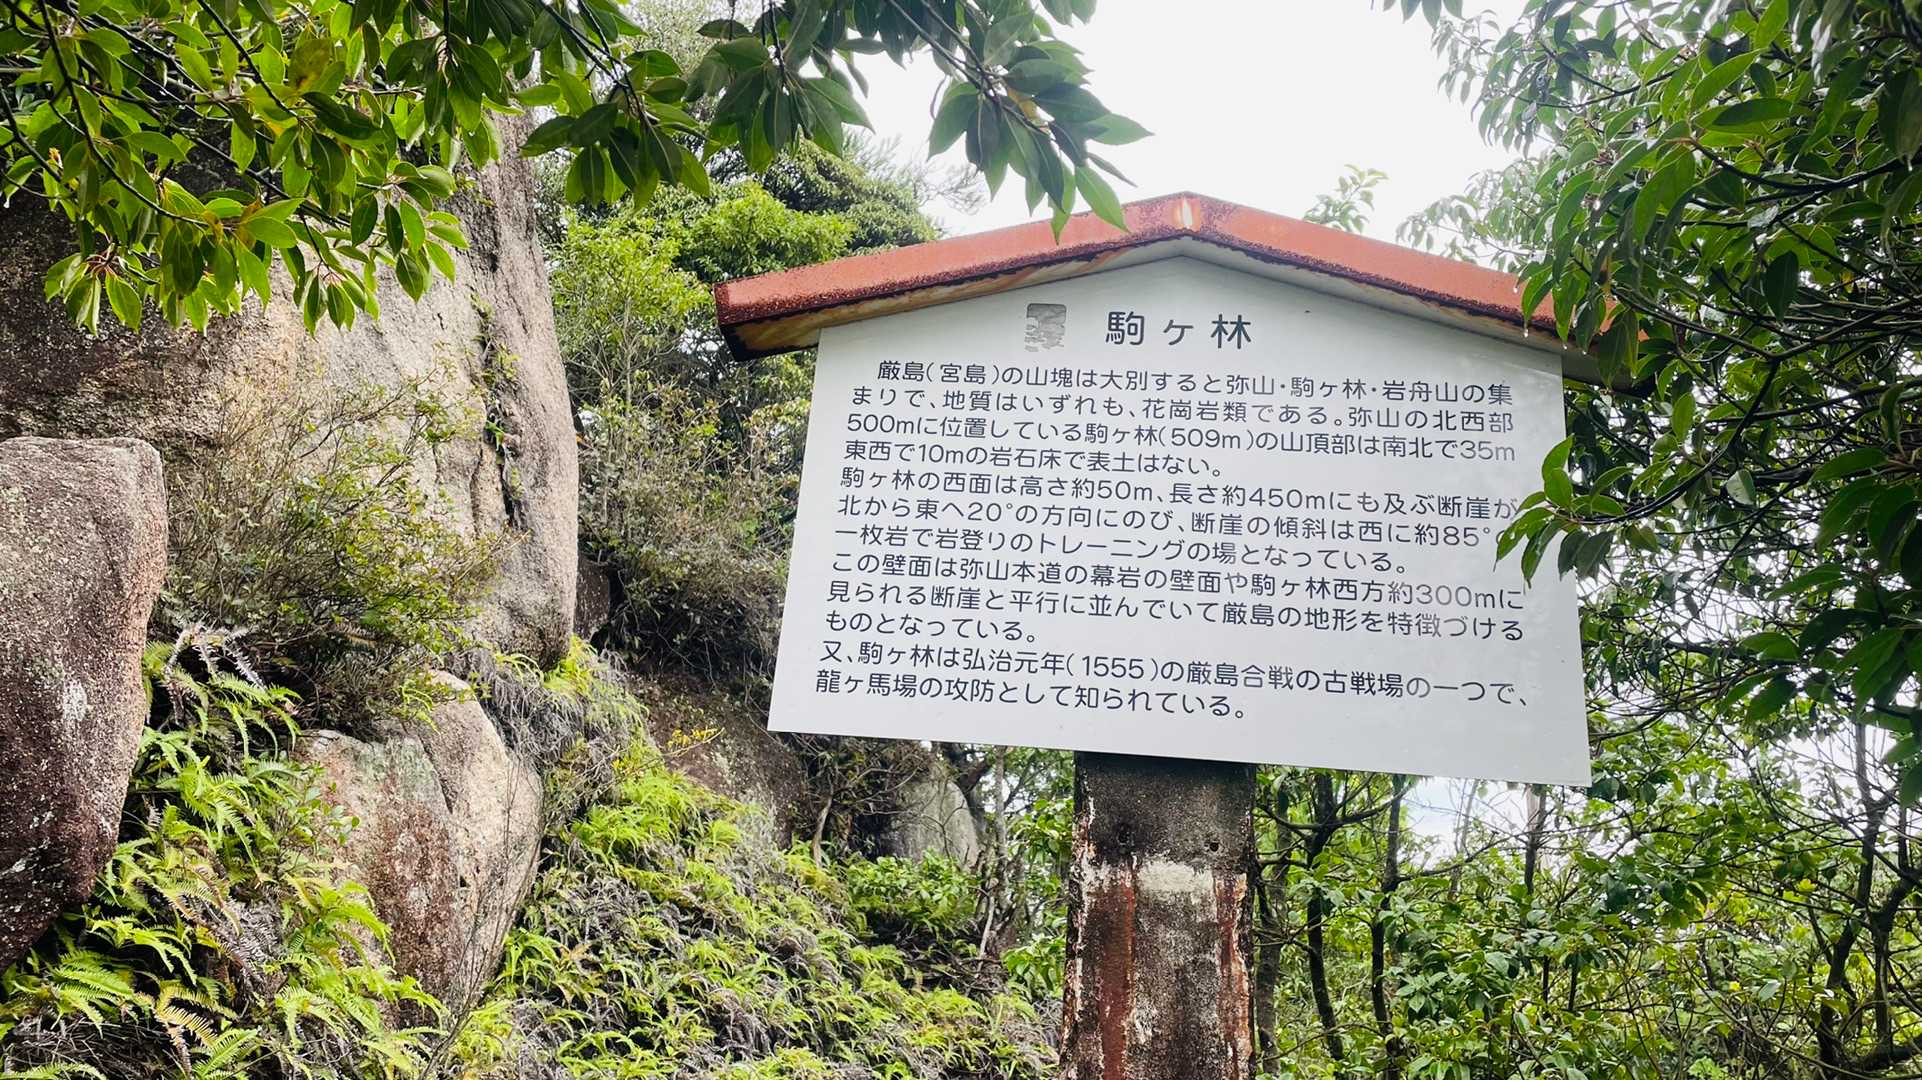 駒ヶ林
厳島(宮島)の山塊は大別すると弥山・駒ヶ林・岩舟山の集
まりで、地質はいずれも、花崗岩類である。弥山の北西部
500mに位置している駒ヶ林(509m)の山頂部は南北で35m
東西で10mの岩石床で表土はない。
駒ヶ林の西面は高さ約50m、長さ約450mにも及ぶ断崖が
北から東へ20°の方向にのび、断崖の傾斜は西に約85°
一枚岩で岩登りのトレーニングの場となっている。
この壁面は弥山本道の幕岩の壁面や駒ヶ林西方約300mに
見られる断崖と平行に並んでいて厳島の地形を特徴づける
ものとなっている。
又、駒ヶ林は弘治元年(1555)の厳島合戦の古戦場の一つで、
龍ヶ馬場の攻防として知られている。